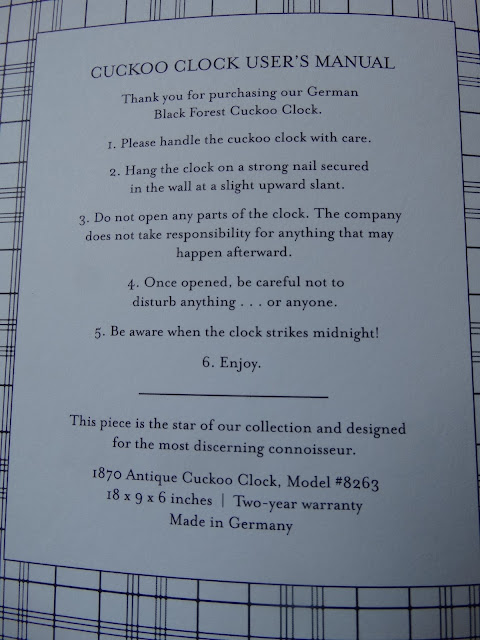 CUCKOO CLOCK USER'S MANUAL
Thank you for purchasing our German
Black Forest Cuckoo Clock.
1. Please handle the cuckoo clock with care.
2. Hang the clock on a strong nail secured
in the wall at a slight upward slant.
3. Do not open any parts of the clock. The company
does not take responsibility for anything that may
happen afterward.
4. Once opened, be careful not to
disturb anything . . . or anyone.
5. Be aware when the clock strikes midnight!
6. Enjoy.
This piece is the star of our collection and designed
for the most discerning connoisseur.
1870 Antique Cuckoo Clock, Model #8263
18 x 9 x 6 inches | Two-year warranty
Made in Germany